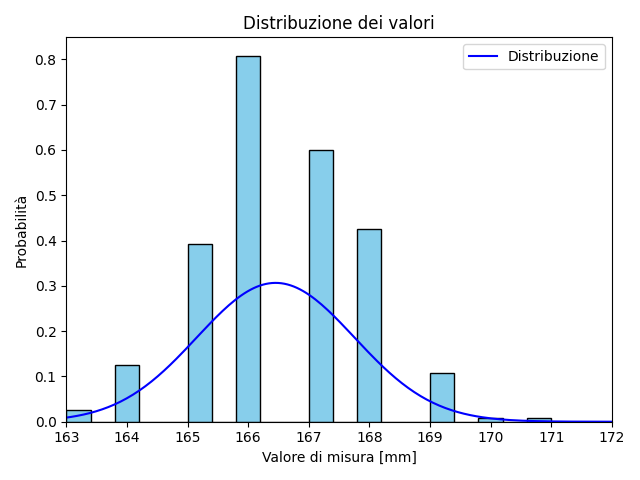 Distribuzione dei valori
Distribuzione
0.8
0.7
0.6
0.5
0.4
0.3
0.2
0.1
0.0
Probabilità
163 164 165 166 167 168 169 170 171 172
Valore di misura [mm]